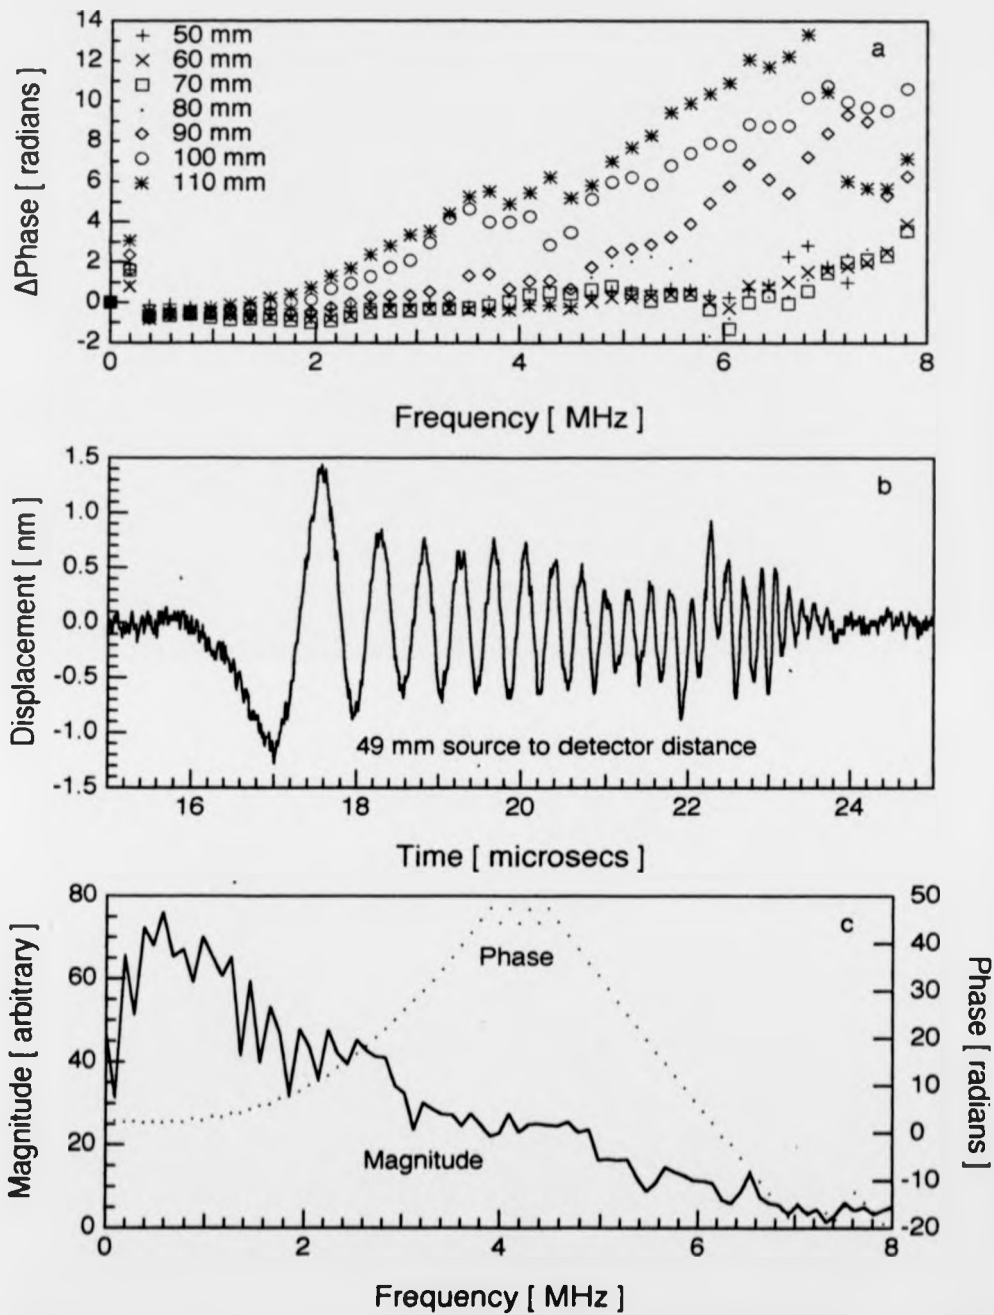 14
12
10
8
6
4
2
0
-2
ΔPhase [ radians ]
+ 50 mm
× 60 mm
□ 70 mm
· 80 mm
◇ 90 mm
○ 100 mm
✳ 110 mm
a
0 2 4 6 8
Frequency [ MHz ]
1.5
1.0
0.5
0.0
-0.5
-1.0
-1.5
Displacement [ nm ]
b
49 mm source to detector distance
16 18 20 22 24
Time [ microsecs ]
80
60
40
20
0
Magnitude [ arbitrary ]
c
Phase
Magnitude
50
40
30
20
10
0
-10
-20
Phase [ radians ]
0 2 4 6 8
Frequency [ MHz ]